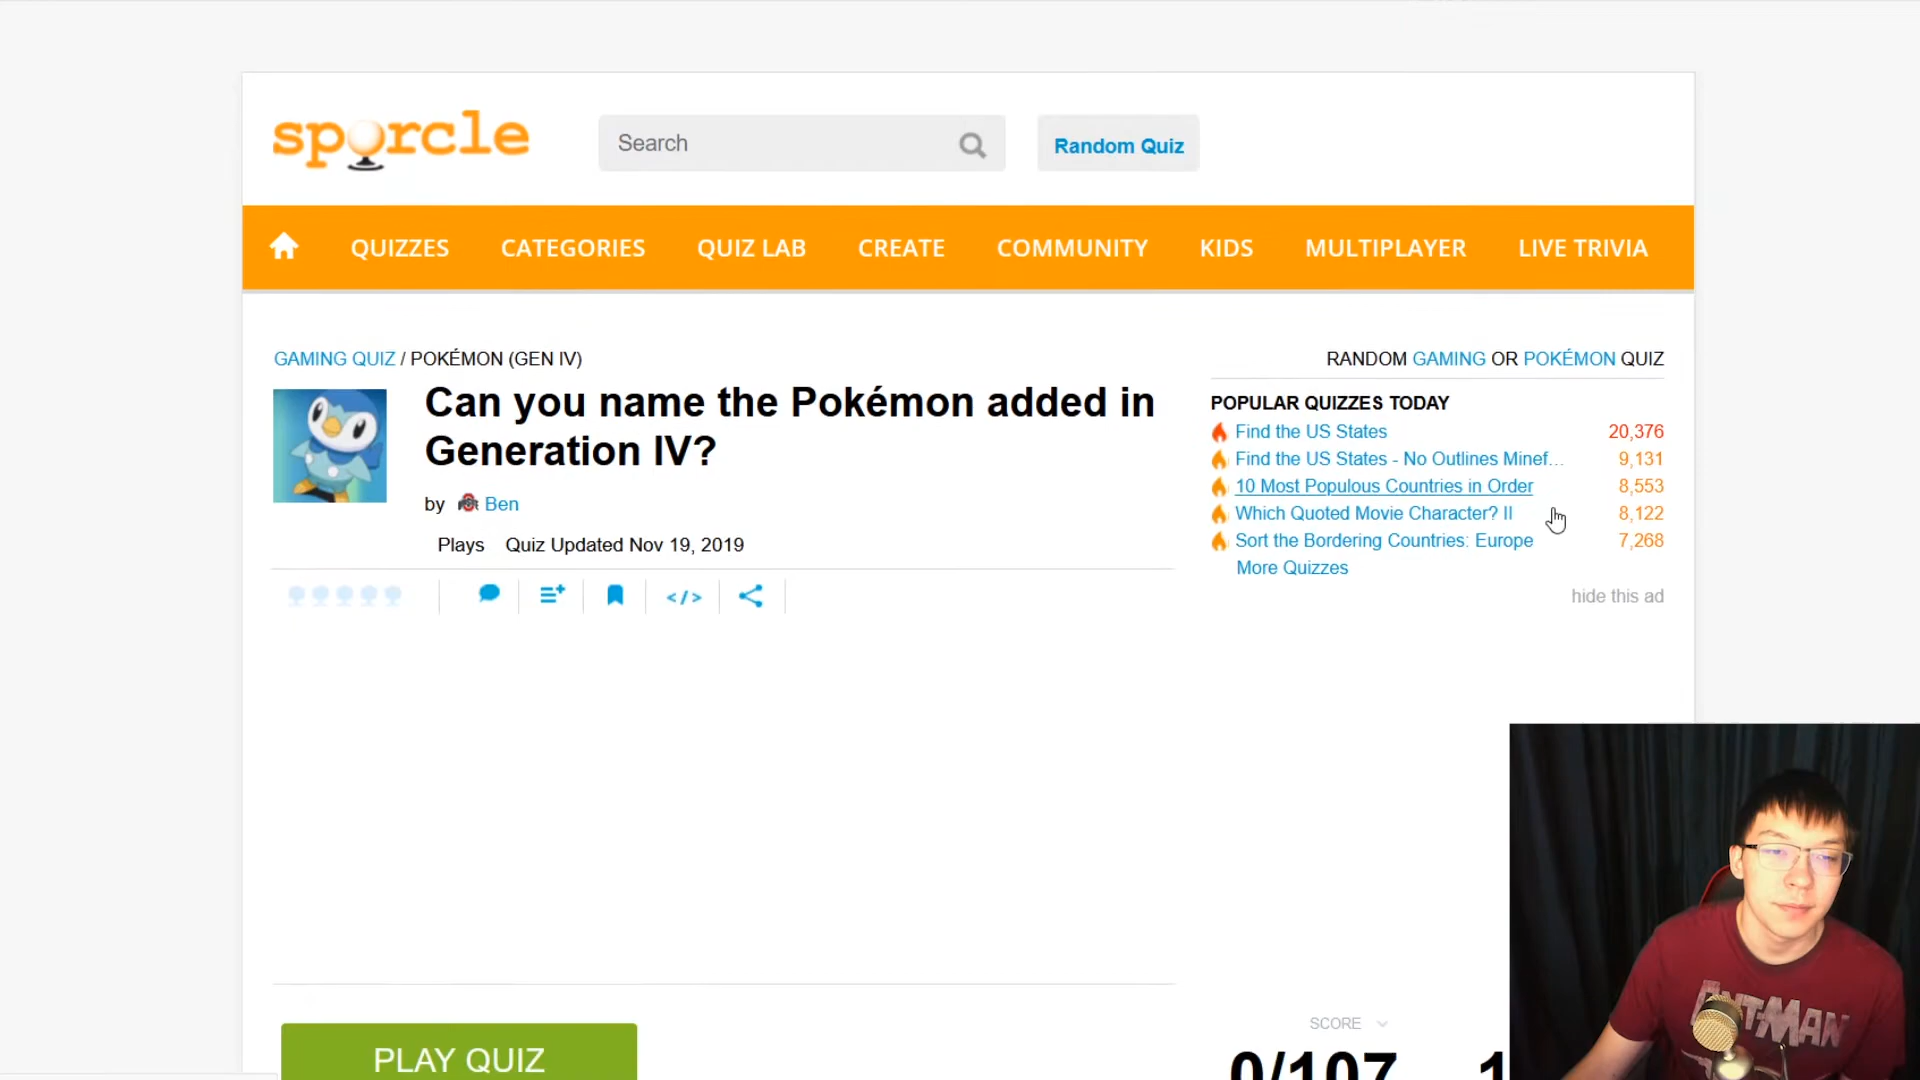 sporcle
Search
Random Quiz
QUIZZES CATEGORIES QUIZ LAB CREATE COMMUNITY KIDS MULTIPLAYER LIVE TRIVIA
GAMING QUIZ / POKÉMON (GEN IV)
Can you name the Pokémon added in
Generation IV?
by Ben
Plays Quiz Updated Nov 19, 2019
RANDOM GAMING OR POKÉMON QUIZ
POPULAR QUIZZES TODAY
Find the US States 20,376
Find the US States - No Outlines Minef... 9,131
10 Most Populous Countries in Order 8,553
Which Quoted Movie Character? II 8,122
Sort the Bordering Countries: Europe 7,268
More Quizzes
hide this ad
PLAY QUIZ
SCORE
0/107 1
NT-MAN